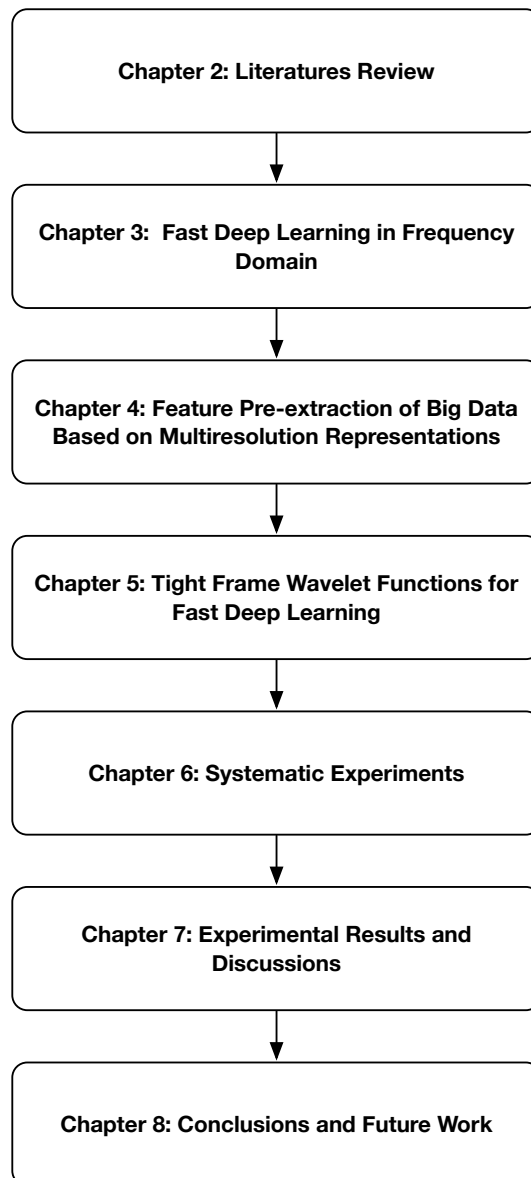 Chapter 2: Literatures Review
Chapter 3:  Fast Deep Learning in Frequency
Domain
Chapter 4: Feature Pre-extraction of Big Data
Based on Multiresolution Representations
Chapter 5: Tight Frame Wavelet Functions for
Fast Deep Learning
Chapter 6: Systematic Experiments
Chapter 7: Experimental Results and
Discussions
Chapter 8: Conclusions and Future Work